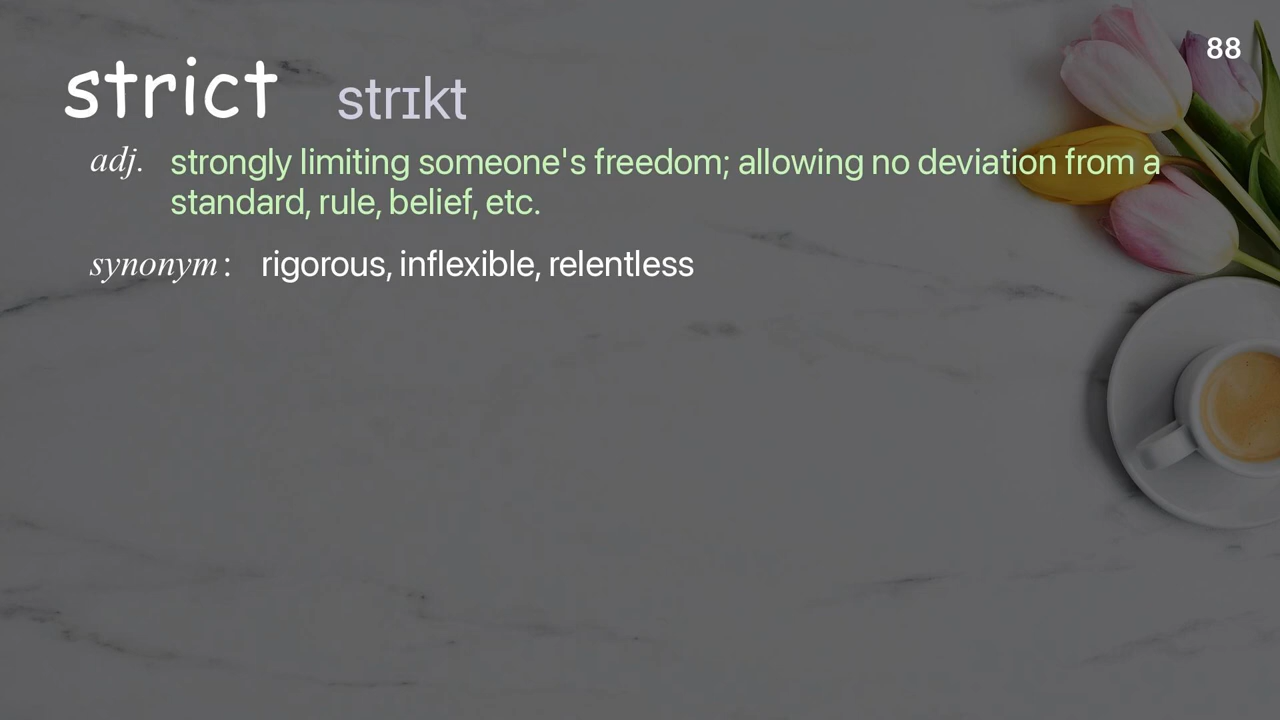 88
strict strɪkt
adj. strongly limiting someone's freedom; allowing no deviation from a
standard, rule, belief, etc.
synonym: rigorous, inflexible, relentless